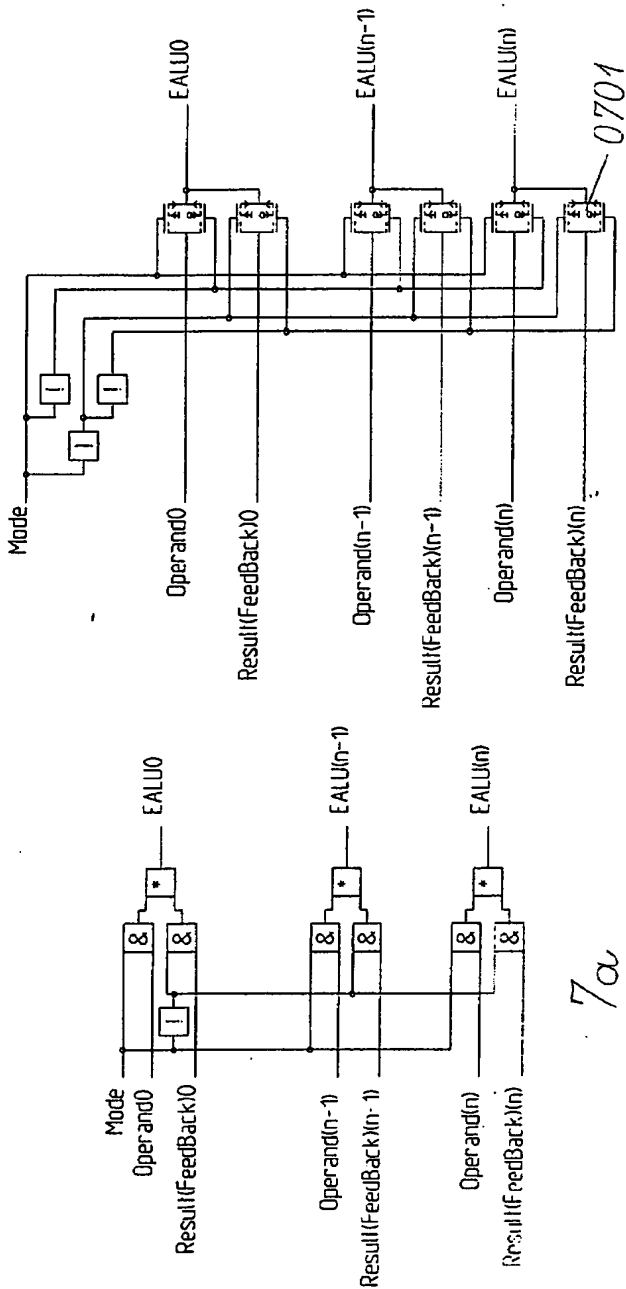 Mode
Operand0
Result(FeedBack)0
Operand(n-1)
Result(FeedBack)(n-1)
Operand(n)
Result(FeedBack)(n)
!
!
!
EALU0
EALU(n-1)
EALU(n)
0701
Mode
Operand0
Result(FeedBack)0
Operand(n-1)
Result(FeedBack)(n-1)
Operand(n)
Result(FeedBack)(n)
!
&
&
&
&
&
&
*
*
*
EALU0
EALU(n-1)
EALU(n)
7a